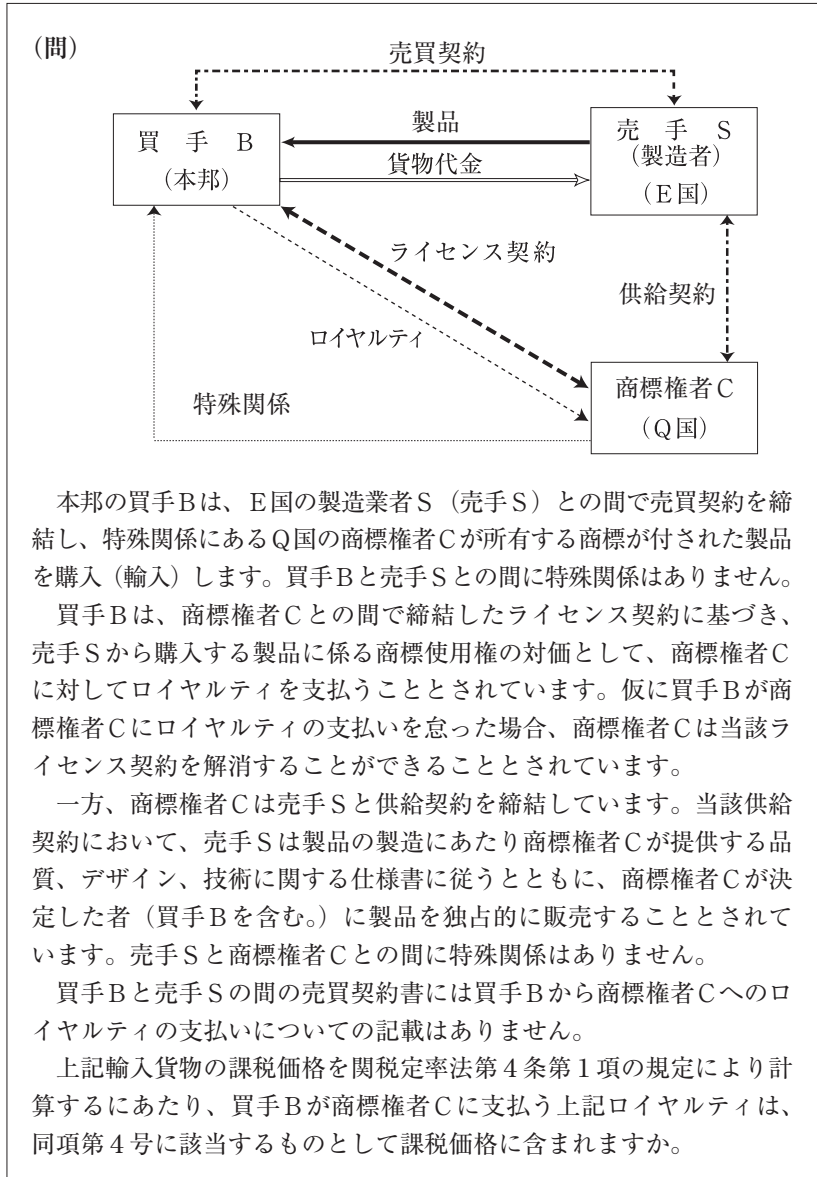 (問)
売買契約
買 手 B
(本邦)
製品
貨物代金
売 手 S
(製造者)
(E国)
ライセンス契約
供給契約
ロイヤルティ
特殊関係
商標権者C
(Q国)
本邦の買手Bは、E国の製造業者S(売手S)との間で売買契約を締
結し、特殊関係にあるQ国の商標権者Cが所有する商標が付された製品
を購入(輸入)します。買手Bと売手Sとの間に特殊関係はありません。
買手Bは、商標権者Cとの間で締結したライセンス契約に基づき、
売手Sから購入する製品に係る商標使用権の対価として、商標権者C
に対してロイヤルティを支払うこととされています。仮に買手Bが商
標権者Cにロイヤルティの支払いを怠った場合、商標権者Cは当該ラ
イセンス契約を解消することができることとされています。
一方、商標権者Cは売手Sと供給契約を締結しています。当該供給
契約において、売手Sは製品の製造にあたり商標権者Cが提供する品
質、デザイン、技術に関する仕様書に従うとともに、商標権者Cが決
定した者(買手Bを含む。)に製品を独占的に販売することとされて
います。売手Sと商標権者Cとの間に特殊関係はありません。
買手Bと売手Sの間の売買契約書には買手Bから商標権者Cへのロ
イヤルティの支払いについての記載はありません。
上記輸入貨物の課税価格を関税定率法第4条第1項の規定により計
算するにあたり、買手Bが商標権者Cに支払う上記ロイヤルティは、
同項第4号に該当するものとして課税価格に含まれますか。